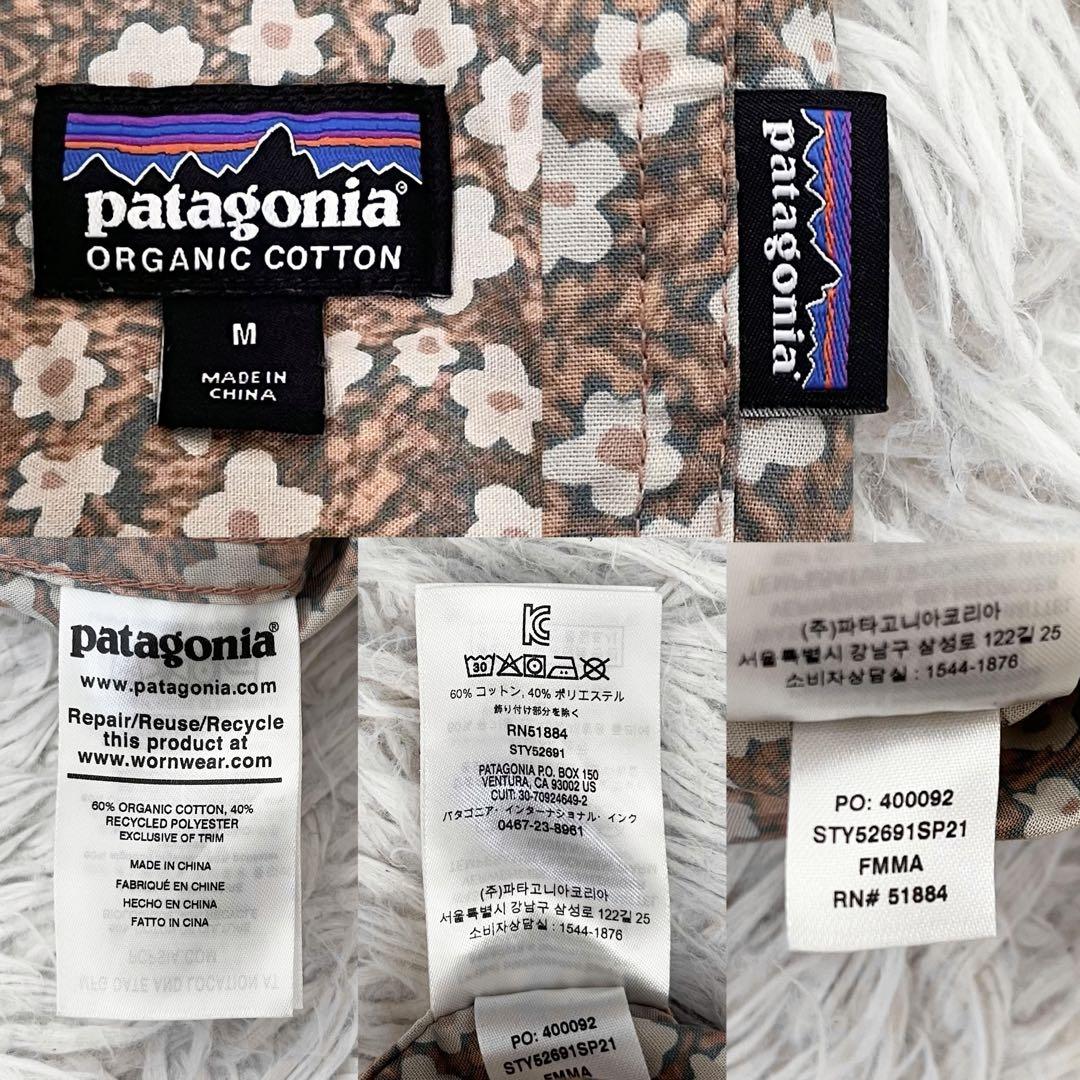 patagonia
ORGANIC COTTON
M
MADE IN
CHINA
patagonia
patagonia®
www.patagonia.com
Repair/Reuse/Recycle
this product at
www.wornwear.com
60% ORGANIC COTTON, 40%
RECYCLED POLYESTER
EXCLUSIVE OF TRIM
MADE IN CHINA
FABRIQUÉ EN CHINE
HECHO EN CHINA
FATTO IN CINA
30
60% コットン, 40% ポリエステル
飾り付け部分を除く
RN51884
STY52691
PATAGONIA P.O. BOX 150
VENTURA, CA 93002 US
CUIT: 30-70924649-2
パタゴニア・インターナショナル・インク
0467-23-8961
(주)파타고니아코리아
서울특별시 강남구 삼성로 122길 25
소비자상담실 : 1544-1876
PO: 400092
STY52691SP21
FMMA
(주)파타고니아코리아
서울특별시 강남구 삼성로 122길 25
소비자상담실 : 1544-1876
PO: 400092
STY52691SP21
FMMA
RN# 51884